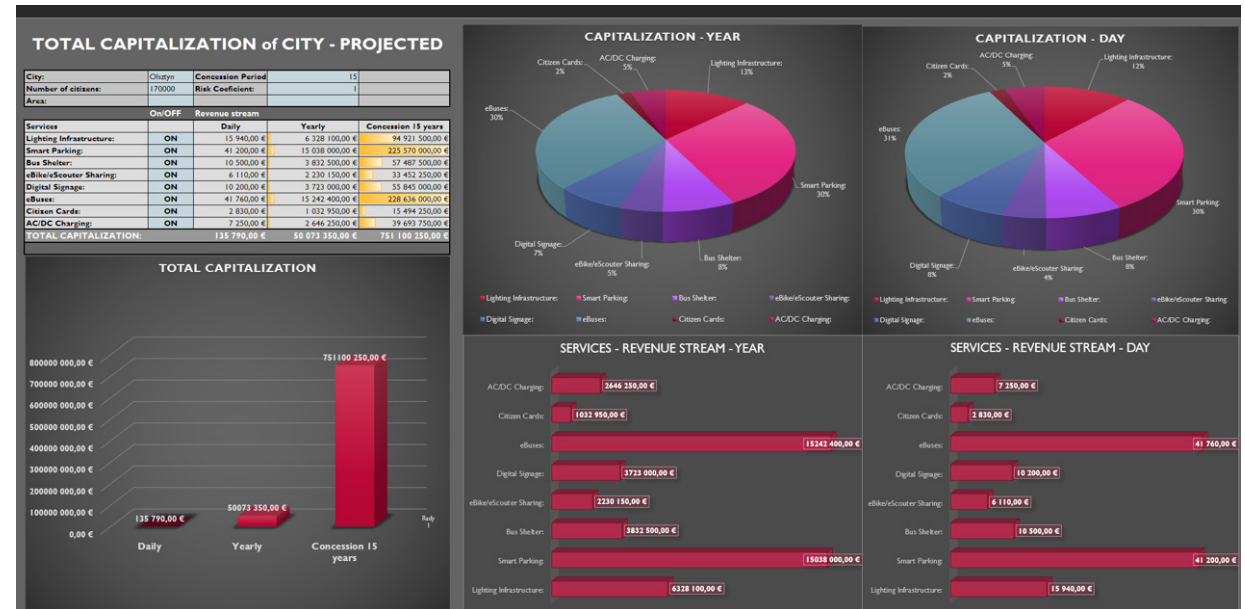 TOTAL CAPITALIZATION of CITY - PROJECTED
City: Olsztyn Concession Period 15
Number of citizens: 170000 Risk Coeficient: 1
Area:
On/OFF Revenue stream
Services Daily Yearly Concession 15 years
Lighting Infrastructure: ON 15 940,00 € 6 328 100,00 € 94 921 500,00 €
Smart Parking: ON 41 200,00 € 15 038 000,00 € 225 570 000,00 €
Bus Shelter: ON 10 500,00 € 3 832 500,00 € 57 487 500,00 €
eBike/eScouter Sharing: ON 6 110,00 € 2 230 150,00 € 33 452 250,00 €
Digital Signage: ON 10 200,00 € 3 723 000,00 € 55 845 000,00 €
eBuses: ON 41 760,00 € 15 242 400,00 € 228 636 000,00 €
Citizen Cards: ON 2 830,00 € 1 032 950,00 € 15 494 250,00 €
AC/DC Charging: ON 7 250,00 € 2 646 250,00 € 39 693 750,00 €
TOTAL CAPITALIZATION: 135 790,00 € 50 073 350,00 € 751 100 250,00 €
TOTAL CAPITALIZATION
800000 000,00 €
700000 000,00 €
600000 000,00 €
500000 000,00 €
400000 000,00 €
300000 000,00 €
200000 000,00 €
100000 000,00 €
0,00 €
135 790,00 €
50073 350,00 €
751100 250,00 €
Rady
1
Daily Yearly Concession 15
years
CAPITALIZATION - YEAR
Citizen Cards:
2%
AC/DC Charging:
5%
Lighting Infrastructure:
13%
eBuses:
30%
Smart Parking:
30%
Digital Signage:
7%
eBike/eScouter Sharing:
5%
Bus Shelter:
8%
Lighting Infrastructure: Smart Parking: Bus Shelter: eBike/eScouter Sharing:
Digital Signage: eBuses: Citizen Cards: AC/DC Charging:
CAPITALIZATION - DAY
Citizen Cards:
2%
AC/DC Charging:
5%
Lighting Infrastructure:
12%
eBuses:
31%
Smart Parking:
30%
Digital Signage:
8%
eBike/eScouter Sharing:
4%
Bus Shelter:
8%
Lighting Infrastructure: Smart Parking: Bus Shelter: eBike/eScouter Sharing:
Digital Signage: eBuses: Citizen Cards: AC/DC Charging:
SERVICES - REVENUE STREAM - YEAR
AC/DC Charging: 2646 250,00 €
Citizen Cards: 1032 950,00 €
eBuses: 15242 400,00 €
Digital Signage: 3723 000,00 €
eBike/eScouter Sharing: 2230 150,00 €
Bus Shelter: 3832 500,00 €
Smart Parking: 15038 000,00 €
Lighting Infrastructure: 6328 100,00 €
SERVICES - REVENUE STREAM - DAY
AC/DC Charging: 7 250,00 €
Citizen Cards: 2 830,00 €
eBuses: 41 760,00 €
Digital Signage: 10 200,00 €
eBike/eScouter Sharing: 6 110,00 €
Bus Shelter: 10 500,00 €
Smart Parking: 41 200,00 €
Lighting Infrastructure: 15 940,00 €